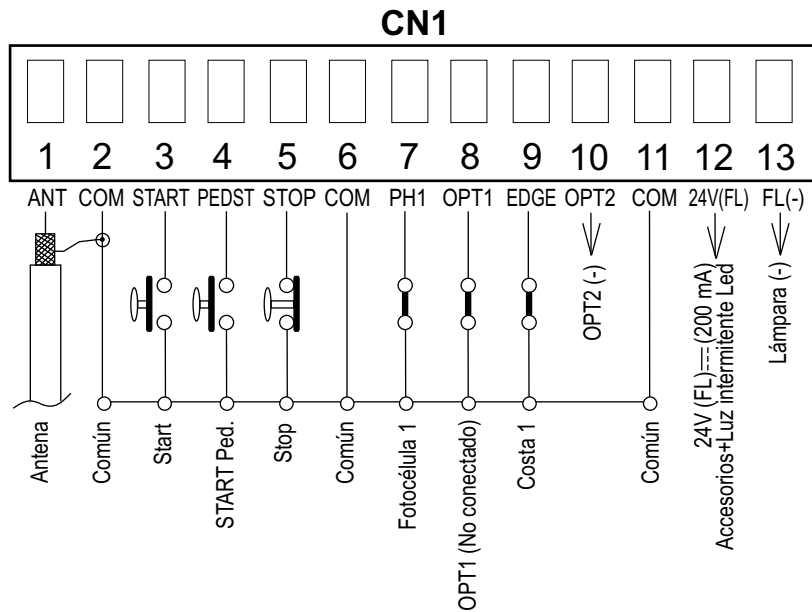 CN1
1 2 3 4 5 6 7 8 9 10 11 12 13
ANT COM START PEDST STOP COM PH1 OPT1 EDGE OPT2 COM 24V(FL) FL(-)
Antena
Común
Start
START Ped.
Stop
Común
Fotocélula 1
OPT1 (No conectado)
Costa 1
OPT2 (-)
Común
24V (FL)⎓(200 mA)
Accesorios+Luz intermitente Led
Lámpara (-)